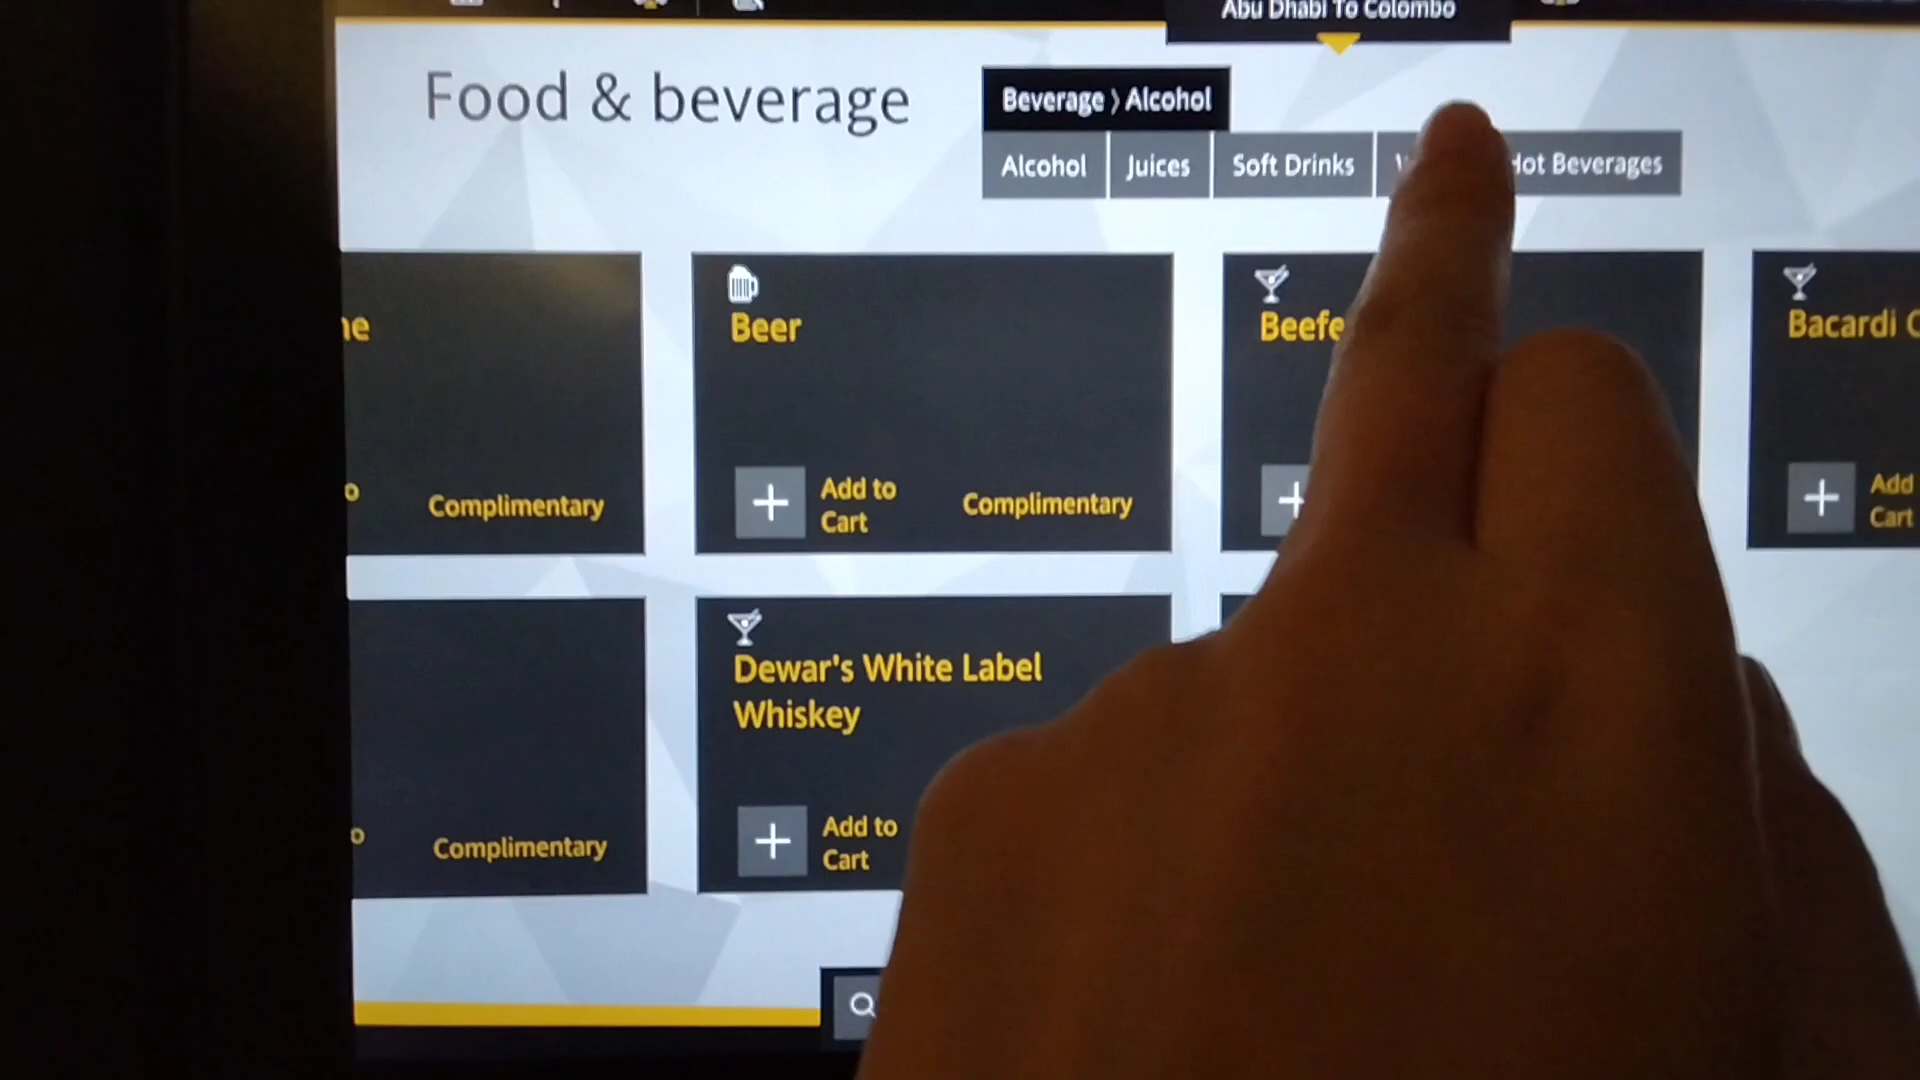 Abu Dhabi To Colombo
Food & beverage
Beverage 〉Alcohol
Alcohol
Juices
Soft Drinks
Hot Beverages
Beer
Add to
Cart
Complimentary
Complimentary
Bacardi
Add
Cart
Dewar's White Label
Whiskey
Add to
Cart
Complimentary